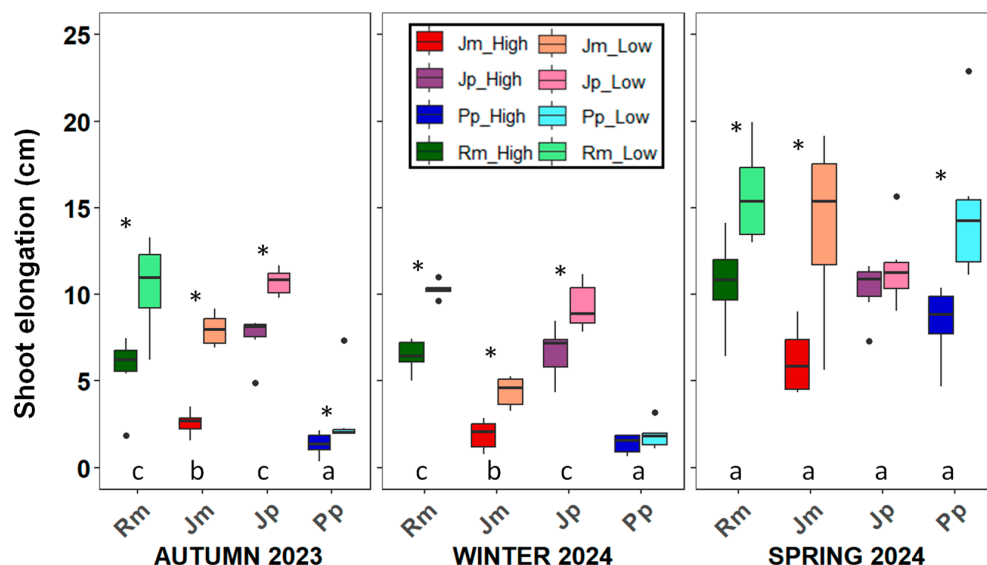 Shoot elongation (cm)
25
20
15
10
5
0
Jm_High Jm_Low
Jp_High Jp_Low
Pp_High Pp_Low
Rm_High Rm_Low
* * * *
* * *
* * *
c b c a
c b c a
a a a a
Rm Jm Jp Pp
Rm Jm Jp Pp
Rm Jm Jp Pp
AUTUMN 2023 WINTER 2024 SPRING 2024